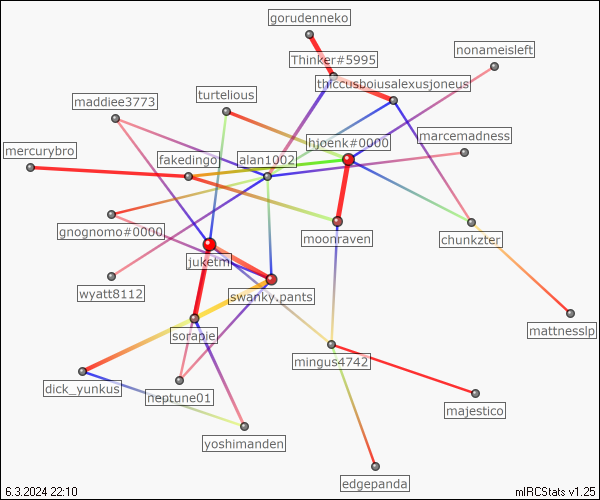 gorudenneko
nonameisleft
Thinker#5995
thiccusboiusalexusjoneus
turtelious
maddiee3773
marcemadness
hjoenk#0000
mercurybro
fakedingo
alan1002
gnognomo#0000
moonraven
chunkzter
juketm
wyatt8112
swanky.pants
mattnesslp
sorapie
mingus4742
dick_yunkus
neptune01
majestico
yoshimanden
edgepanda
6.3.2024 22:10
mIRCStats v1.25